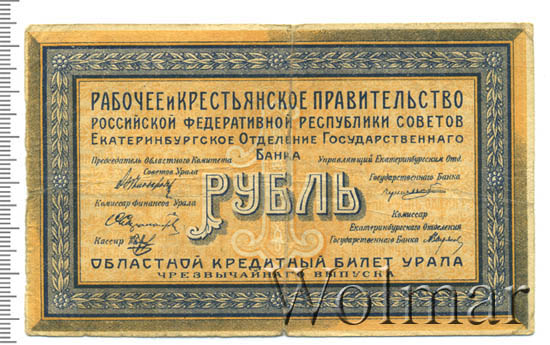 РАБОЧЕЕ И КРЕСТЬЯНСКОЕ ПРАВИТЕЛЬСТВО
РОССИЙСКОЙ ФЕДЕРАТИВНОЙ РЕСПУБЛИКИ СОВЕТОВ
ЕКАТЕРИНБУРГСКОЕ ОТДЕЛЕНИЕ ГОСУДАРСТВЕННАГО
БАНКА
Председатель Областного Комитета
Советов Урала
Управляющий Екатеринбургским Отд.
Государственнаго Банка
РУБЛЬ
Комиссар Финансов Урала
Комиссар
Екатеринбургскаго Отделения
Государственнаго Банка
Кассир
ОБЛАСТНОЙ КРЕДИТНЫЙ БИЛЕТ УРАЛА
ЧРЕЗВЫЧАЙНАГО ВЫПУСКА
Wolmar